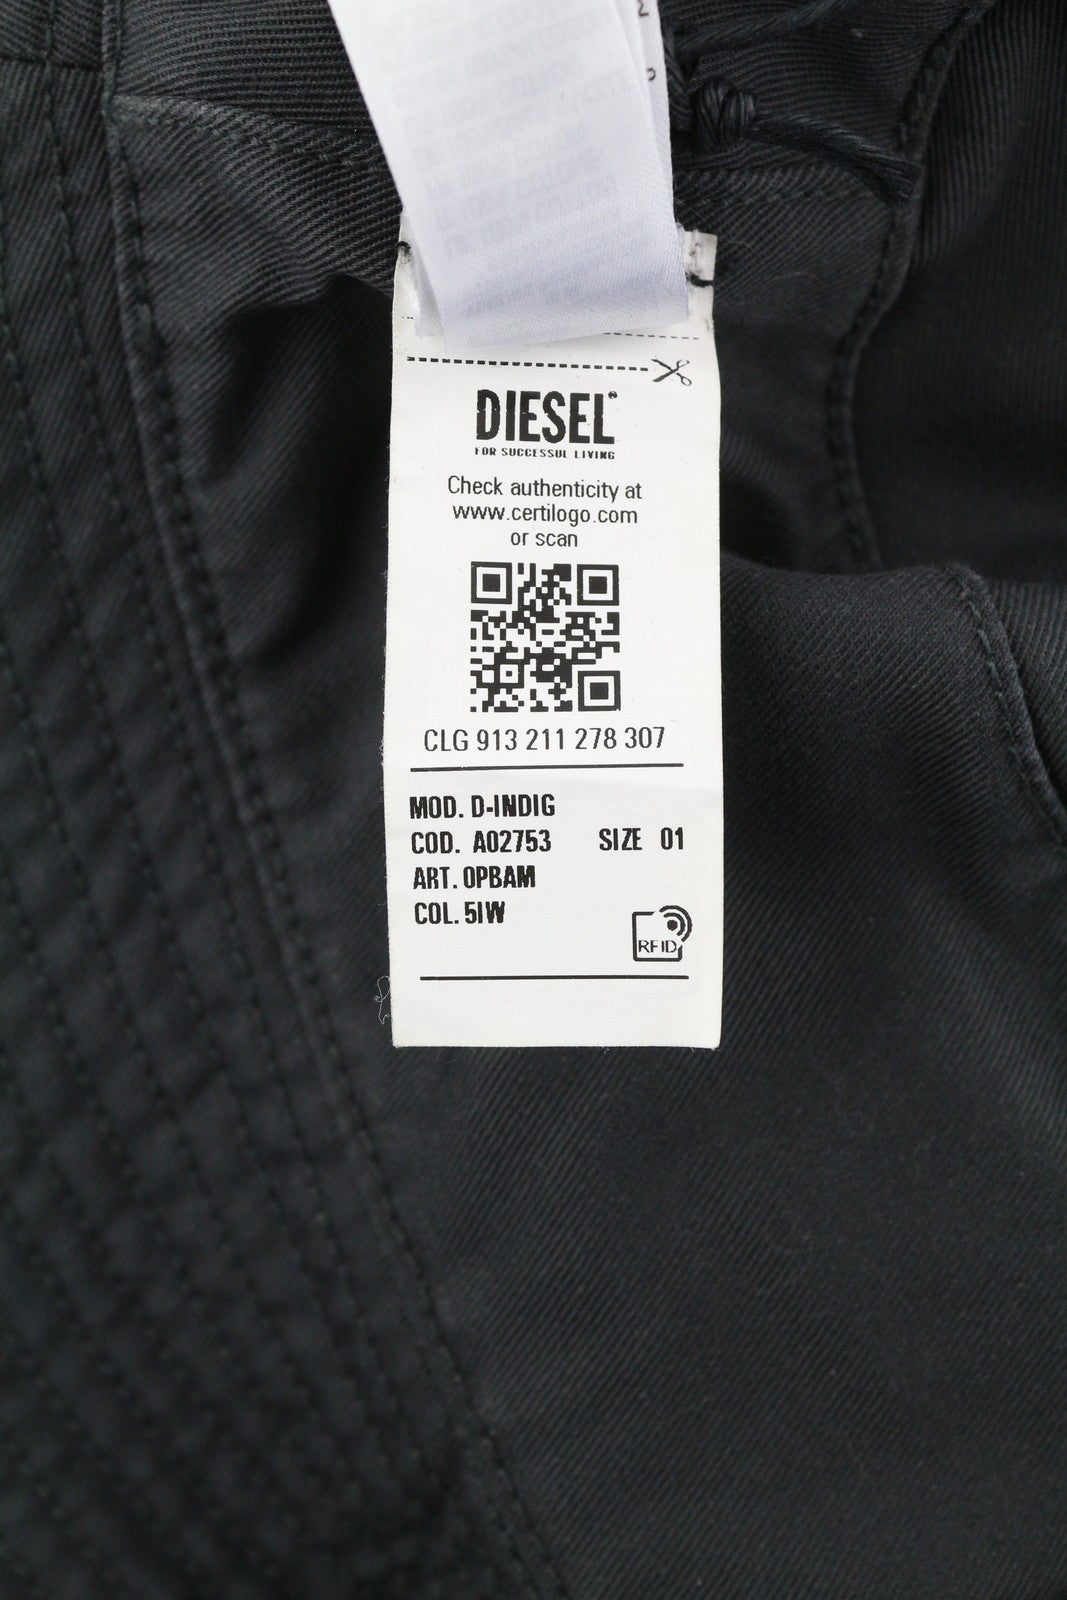 DIESEL
FOR SUCCESSUL LIVING
Check authenticity at
www.certilogo.com
or scan
CLG 913 211 278 307
MOD. D-INDIG
COD. A02753 SIZE 01
ART. 0PBAM
COL. 5IW
RFID